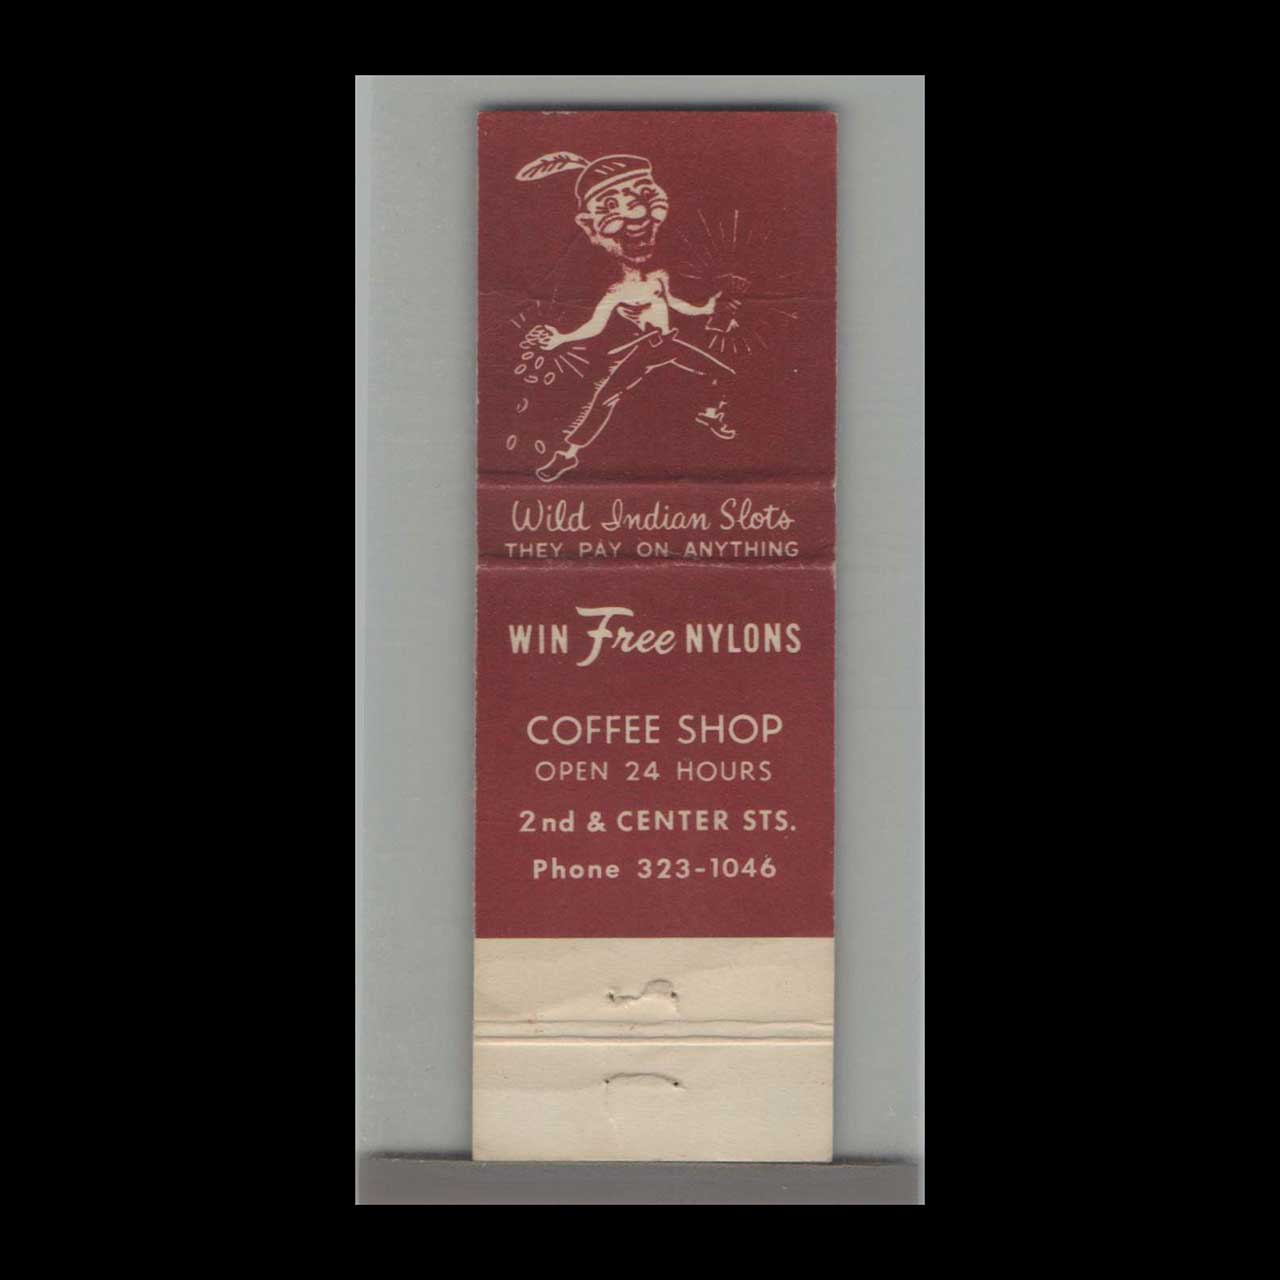 Wild Indian Slots
THEY PAY ON ANYTHING
WIN Free NYLONS
COFFEE SHOP
OPEN 24 HOURS
2nd & CENTER STS.
Phone 323-1046